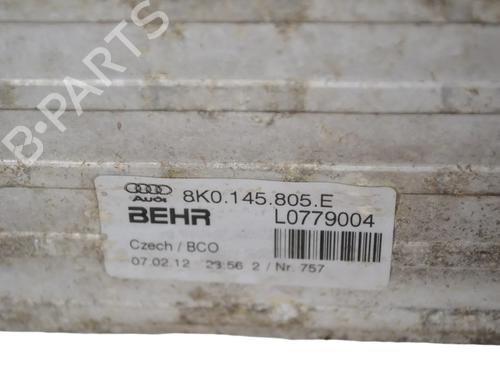 B-PARTS
Audi
8K0.145.805.E
BEHR
L0779004
Czech / BCO
07.02.12 23:56 2 / Nr. 757